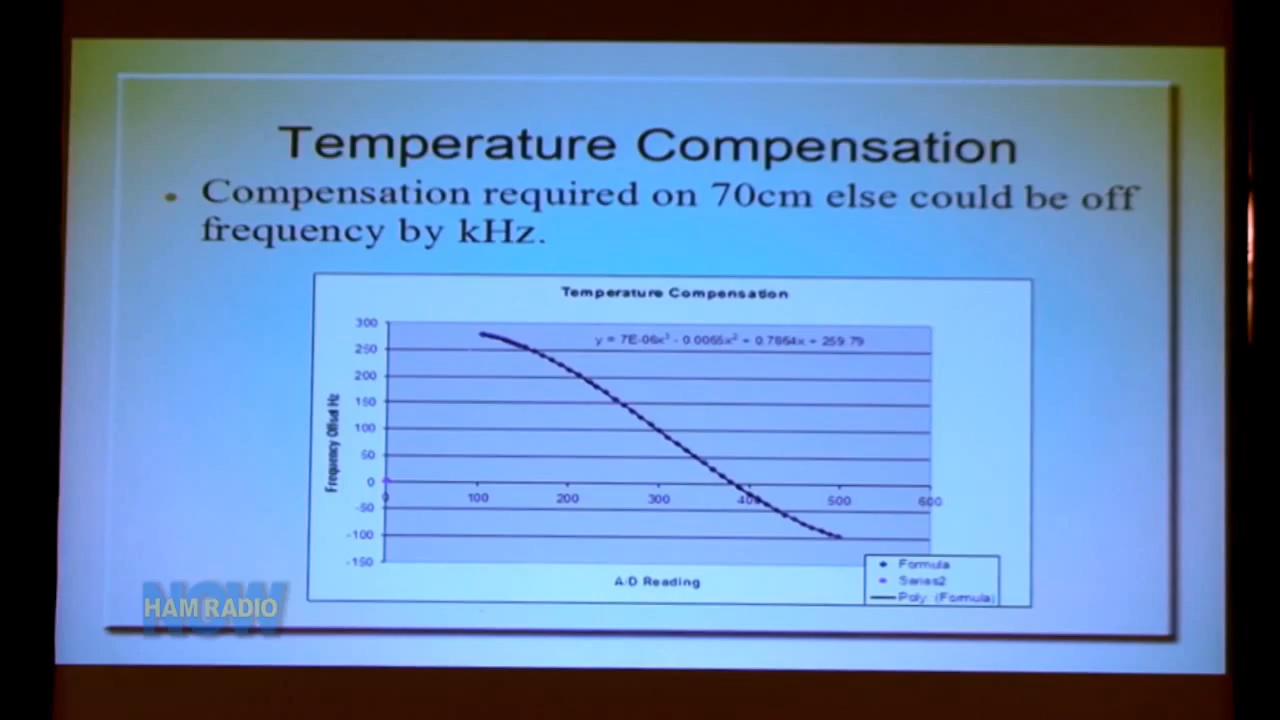 Temperature Compensation
• Compensation required on 70cm else could be off
frequency by kHz.
Temperature Compensation
y = 7E-06x³ - 0.0065x² + 0.7864x + 259.79
300
250
200
150
100
50
0
-50
-100
-150
Frequency Offset Hz
0 100 200 300 400 500 600
A/D Reading
Formula
Series2
Poly. (Formula)
NOW
HAM RADIO